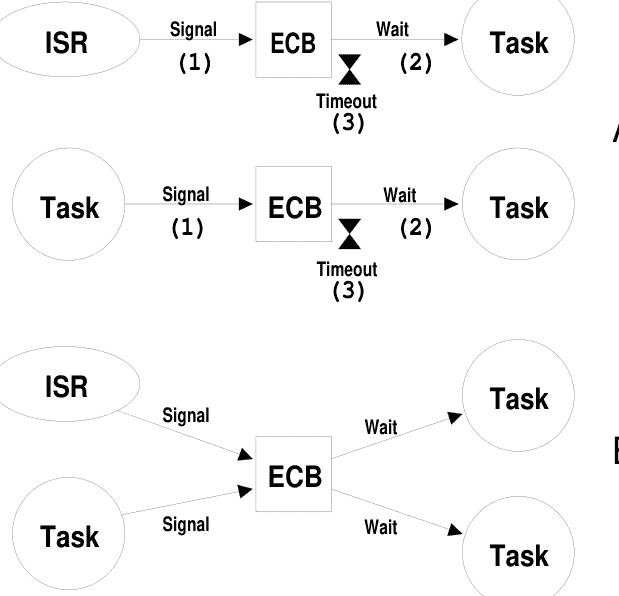 ISR Signal ECB Wait Task
(1) (2)
Timeout
(3)
Task Signal ECB Wait Task
(1) (2)
Timeout
(3)
ISR Signal Wait Task
ECB
Task Signal Wait Task